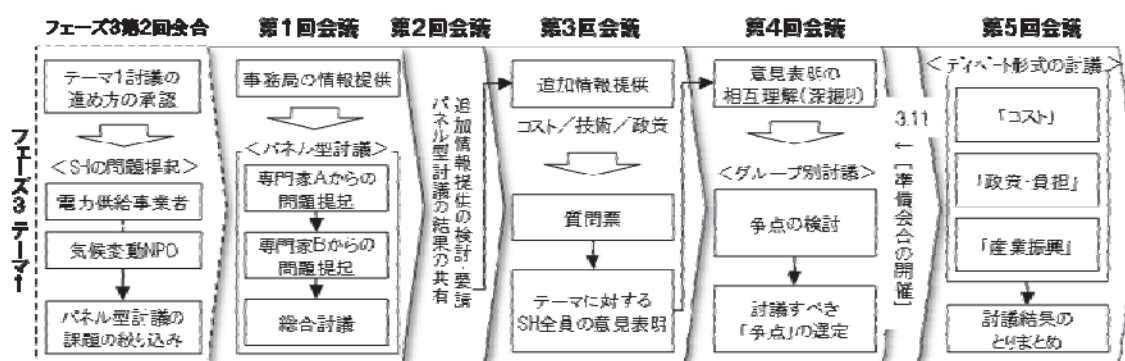 フェーズ3第2回会合
第1回会議
第2回会議
第3回会議
第4回会議
第5回会議
フェーズ3 テーマ1
テーマ1討議の
進め方の承認
<SHの問題提起>
電力供給事業者
気候変動NPO
パネル型討議の
課題の絞り込み
事務局の情報提供
<パネル型討議>
専門家Aからの
問題提起
専門家Bからの
問題提起
総合討議
追加情報提供の検討・要請
パネル型討議の結果の共有
追加情報提供
コスト/技術/政策
質問票
テーマに対する
SH全員の意見表明
意見表明の
相互理解(深掘り)
<グループ別討議>
争点の検討
討議すべき
「争点」の選定
3.11
↑
[準備会合の開催]
<ディベート形式の討議>
「コスト」
「政策・負担」
「産業振興」
討議結果の
とりまとめ